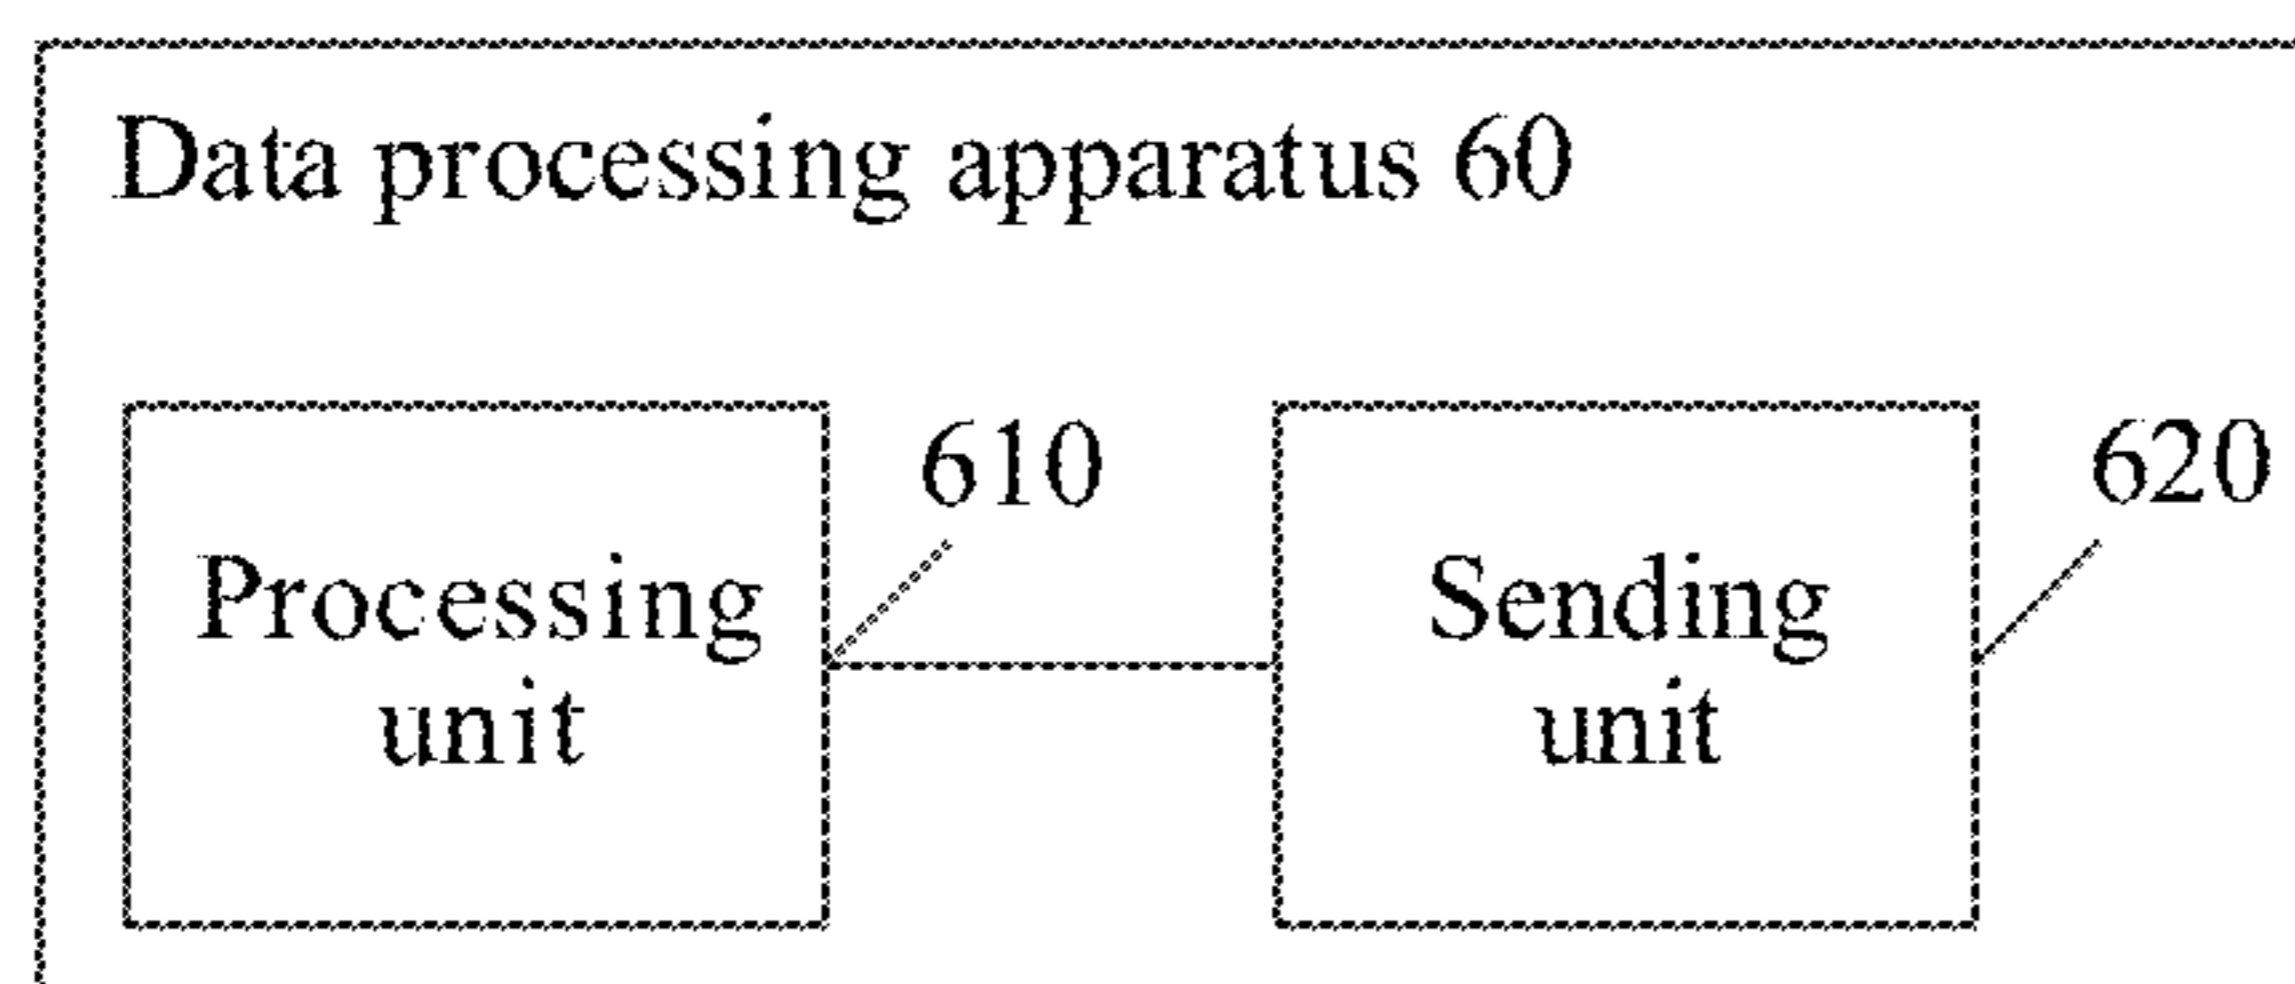 Data processing apparatus 60
610
620
Processing
unit
Sending
unit